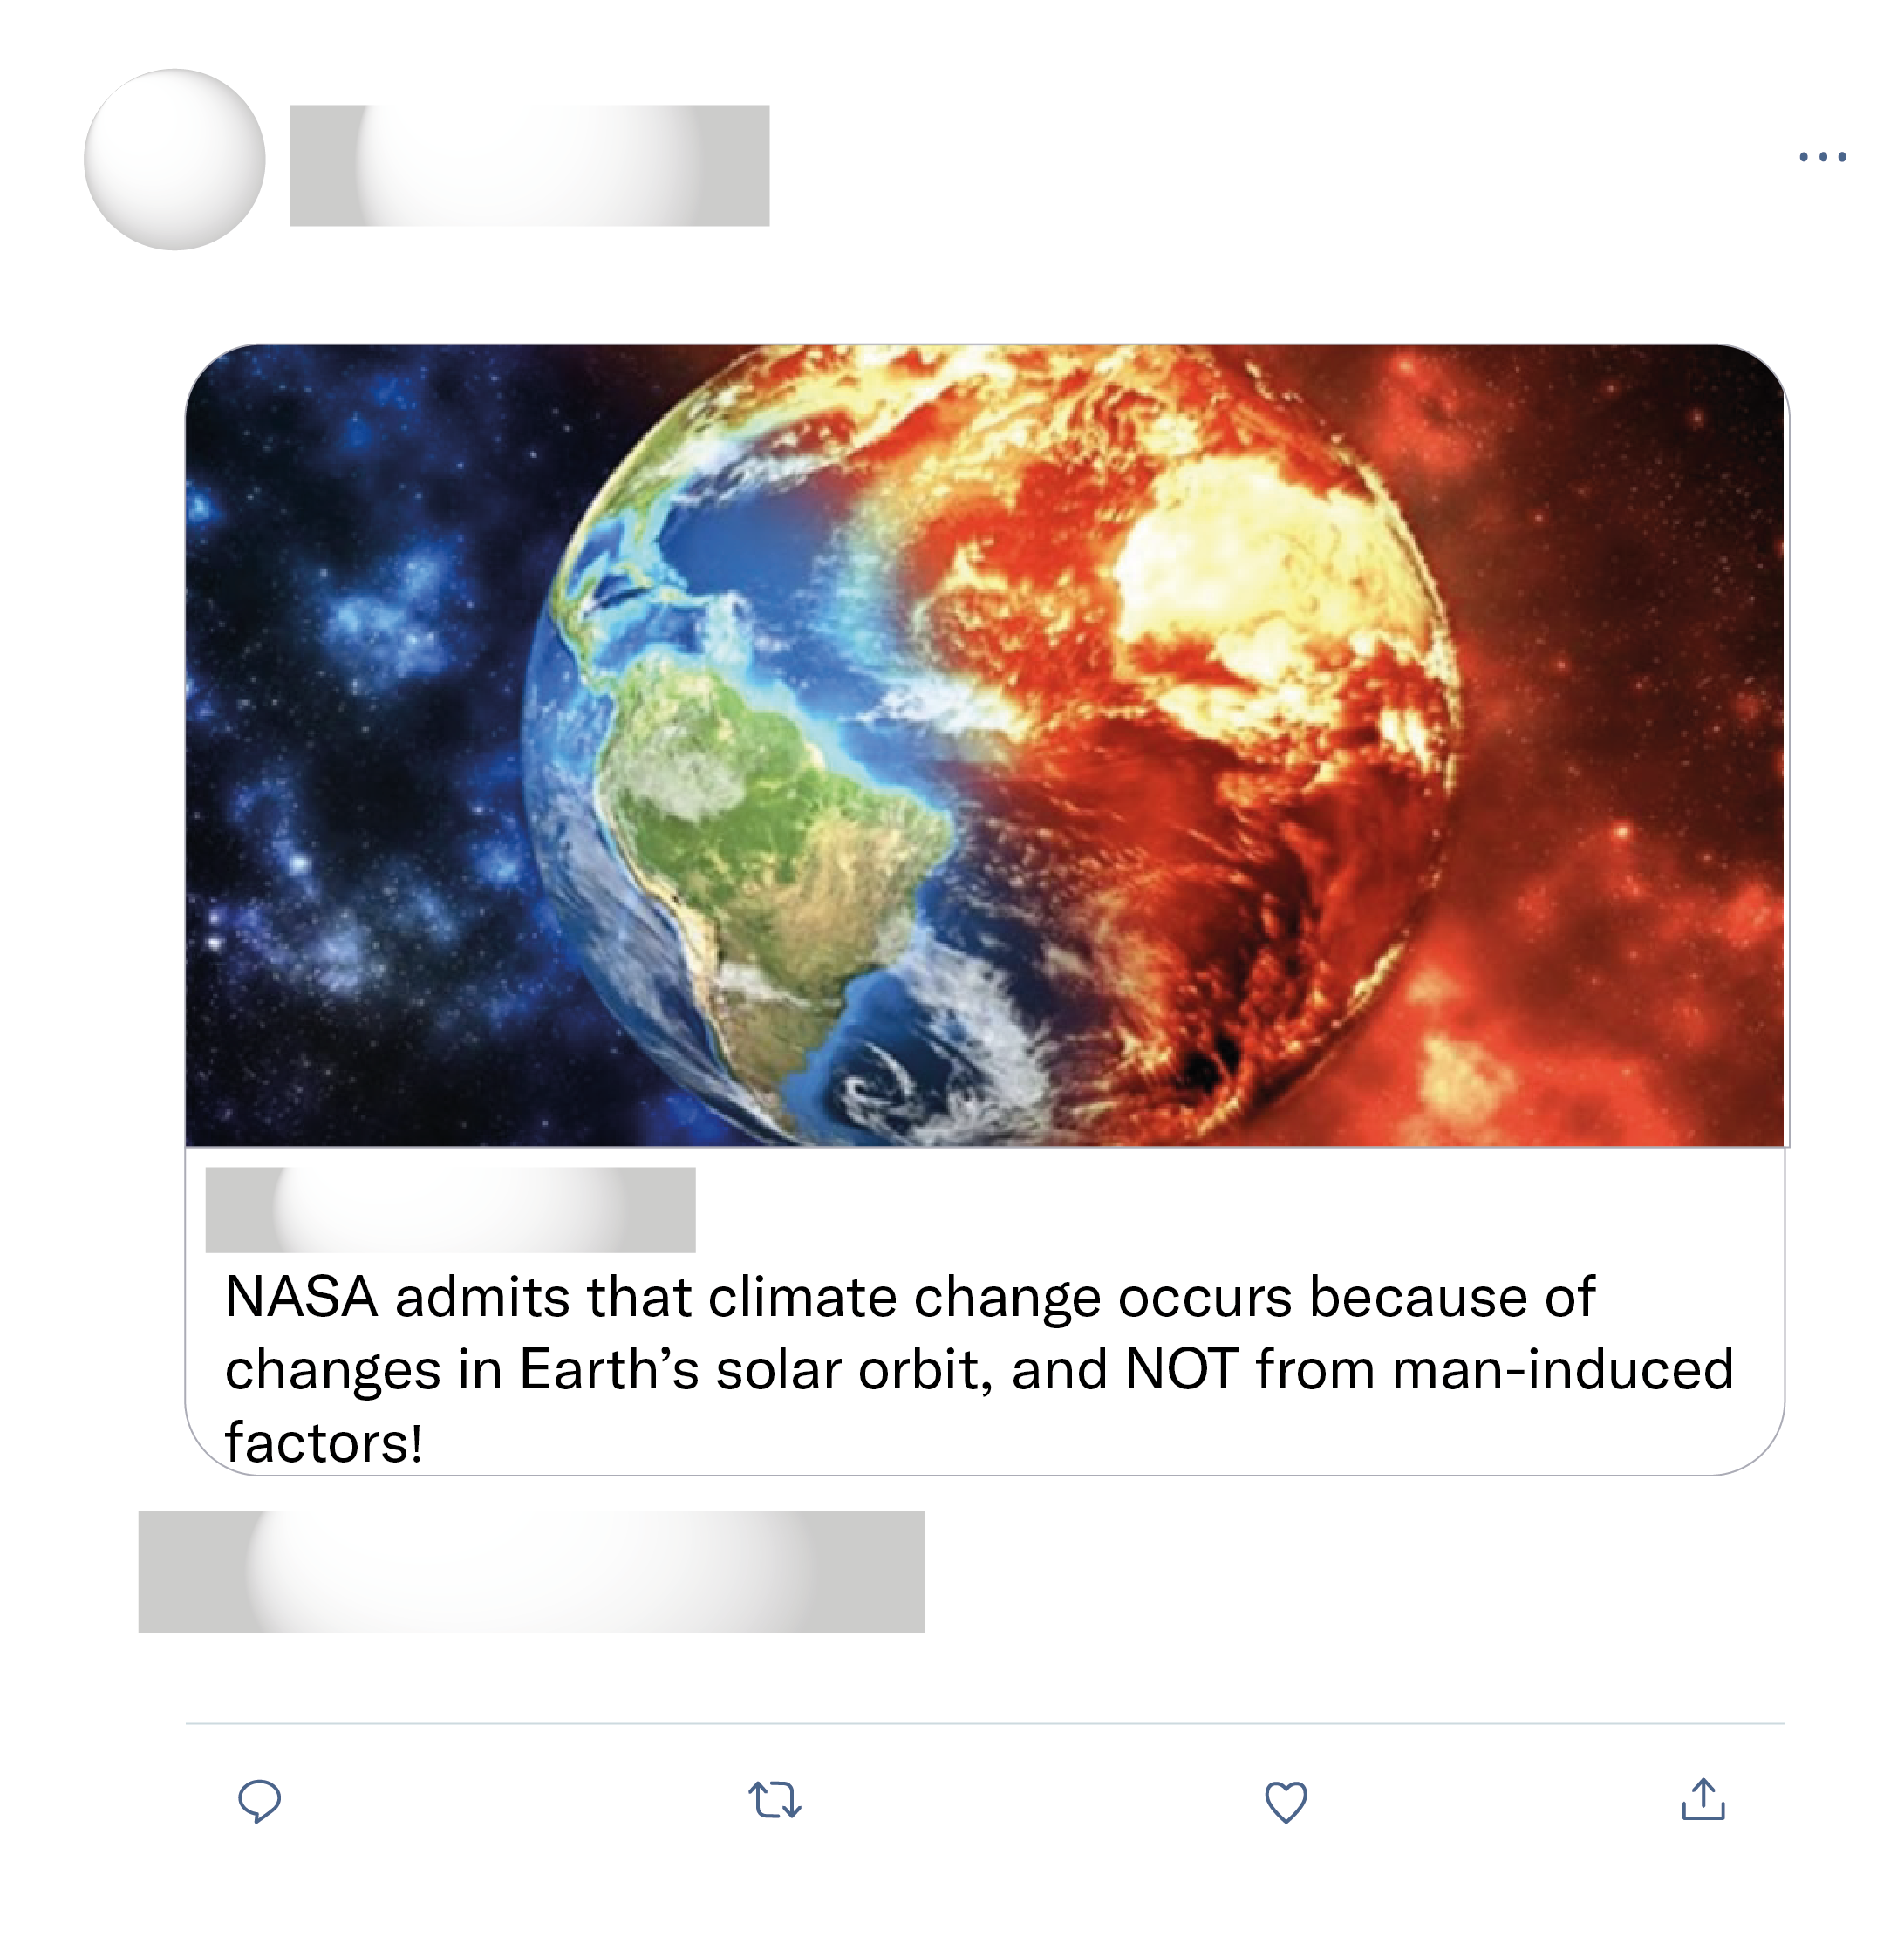 NASA admits that climate change occurs because of
changes in Earth’s solar orbit, and NOT from man-induced
factors!